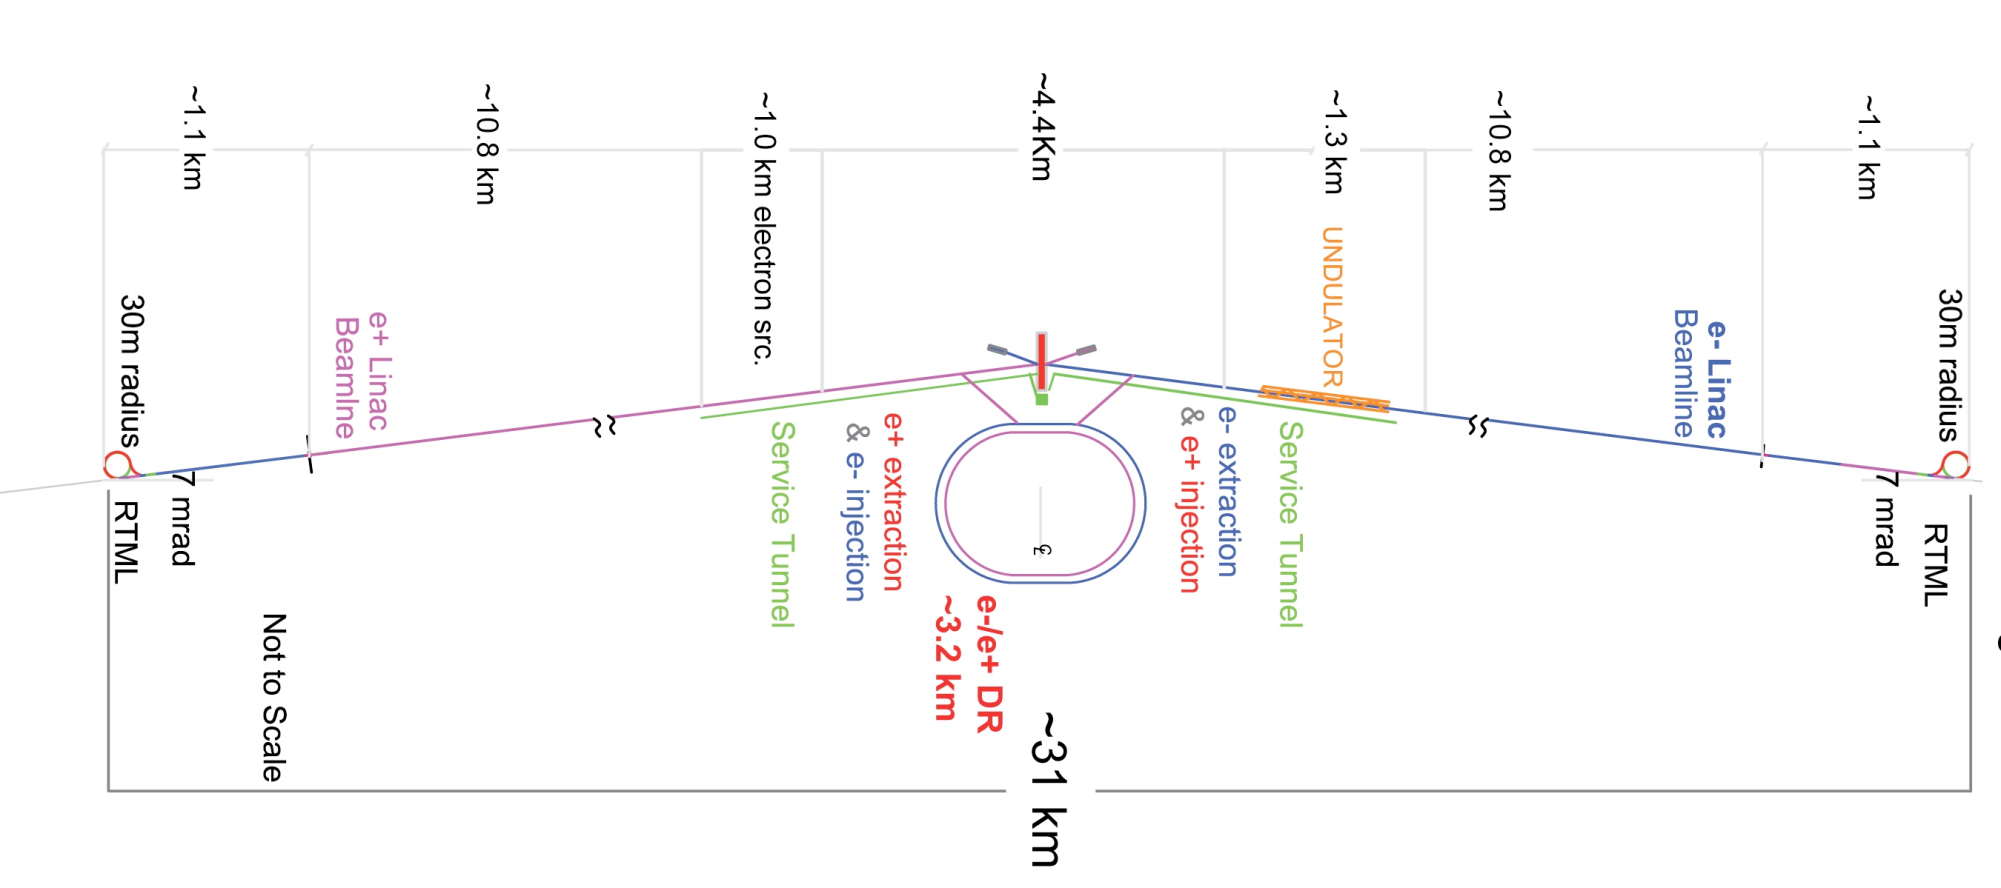 ~1.1 km
~10.8 km
~1.0 km electron src.
~4.4Km
~1.3 km
~10.8 km
~1.1 km
UNDULATOR
30m radius
e+ Linac
Beamlne
e- Linac
Beamline
30m radius
7 mrad
RTML
Service Tunnel
e+ extraction
& e- injection
e- extraction
& e+ injection
Service Tunnel
7 mrad
RTML
℄
e-/e+ DR
~3.2 km
Not to Scale
~31 km